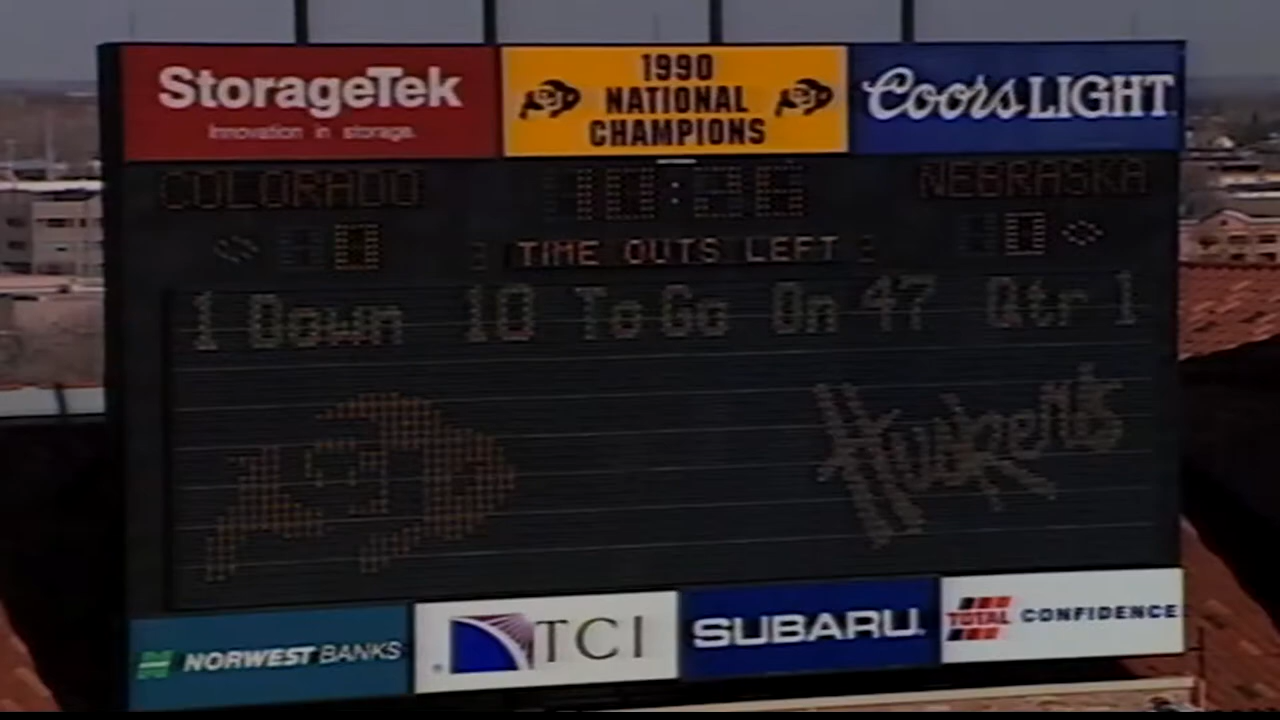 StorageTek
Innovation in storage.
1990
NATIONAL
CHAMPIONS
Coors LIGHT
COLORADO
10:26
NEBRASKA
0
TIME OUTS LEFT
0
1 Down 10 To Go On 47 Qtr 1
Huskers
NORWEST BANKS
TCI
SUBARU
TOTAL CONFIDENCE